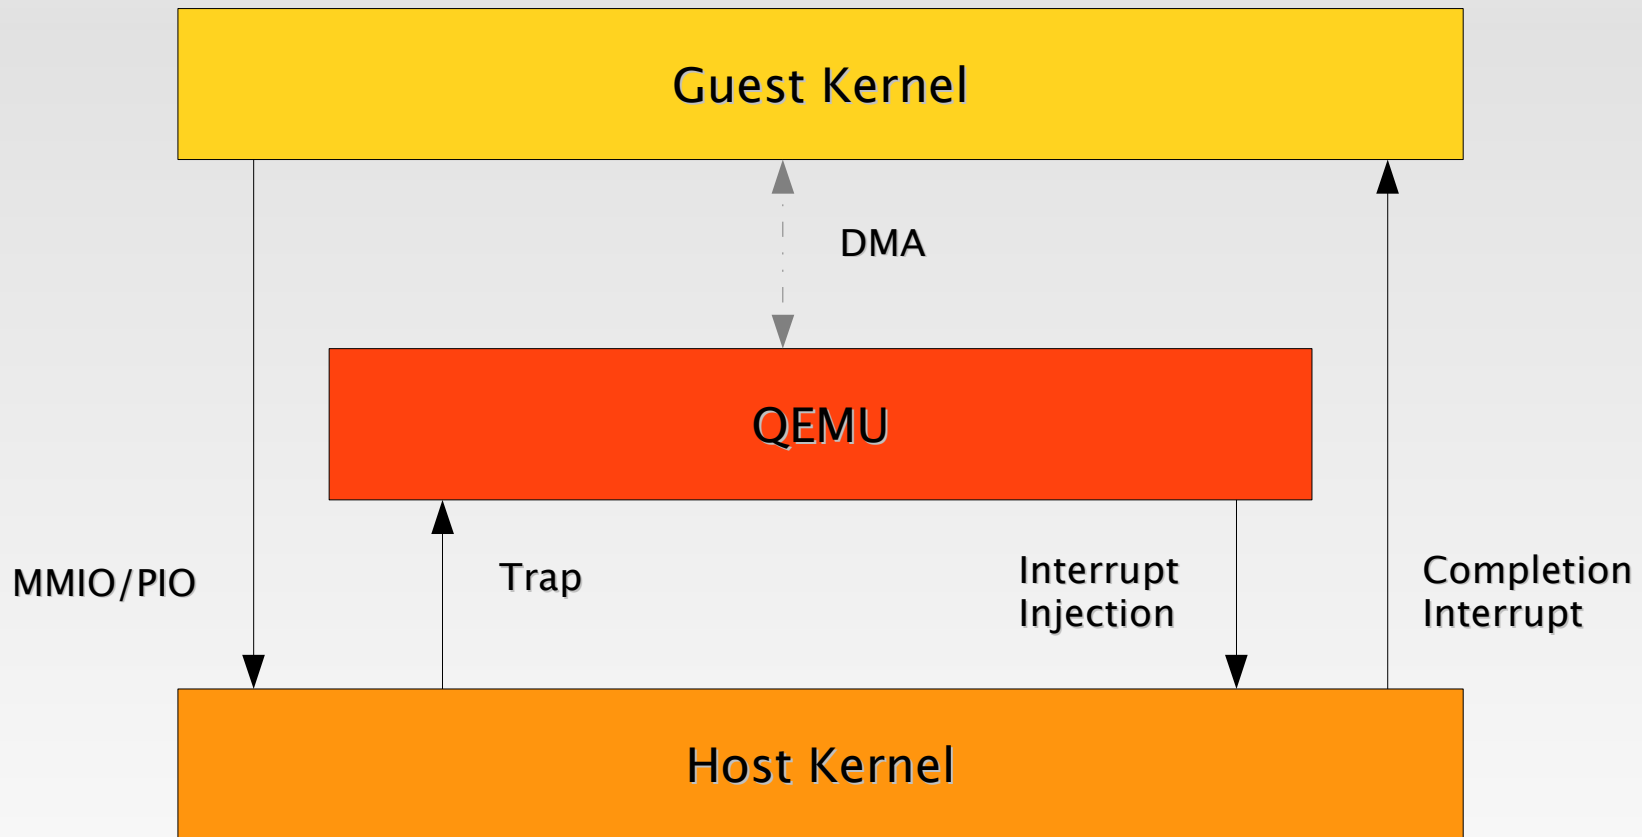 Guest Kernel
DMA
QEMU
MMIO/PIO
Trap
Interrupt
Injection
Completion
Interrupt
Host Kernel